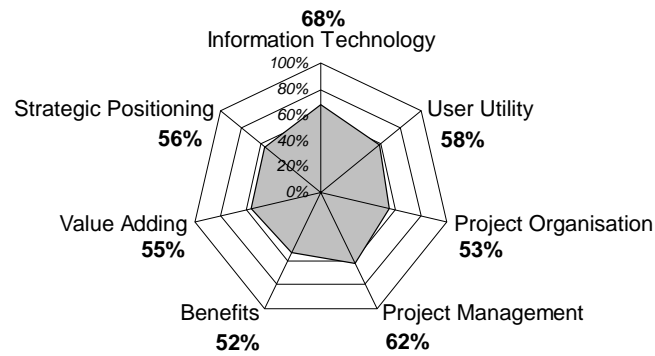 68%
Information Technology
100%
80%
60%
40%
20%
0%
Strategic Positioning
56%
User Utility
58%
Value Adding
55%
Project Organisation
53%
Benefits
52%
Project Management
62%